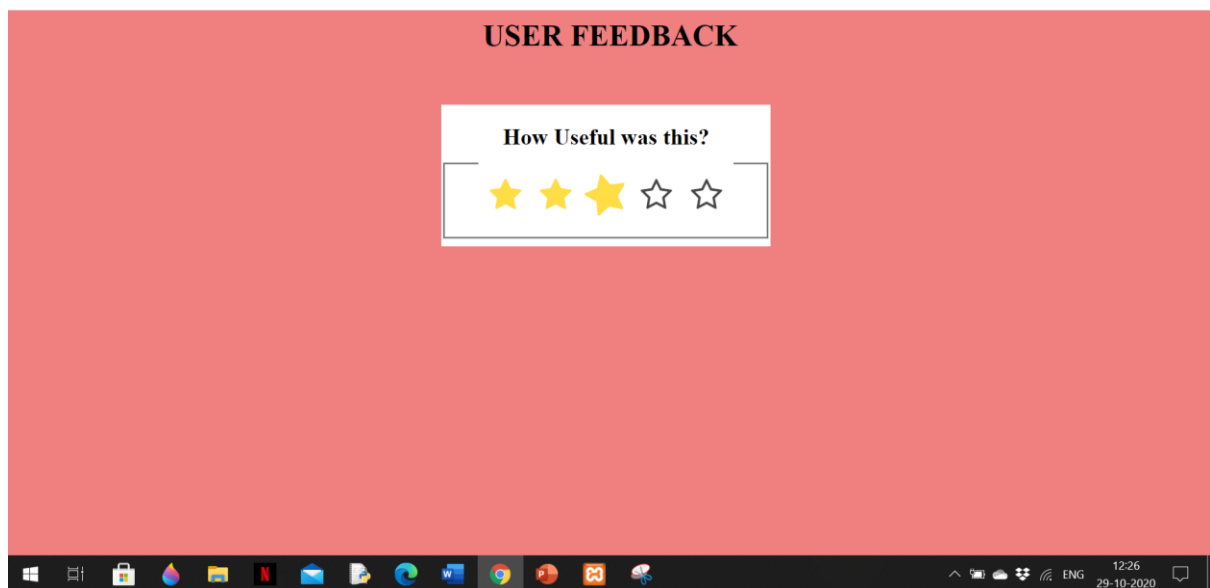 USER FEEDBACK
How Useful was this?
N
W
P
ENG
12:26
29-10-2020